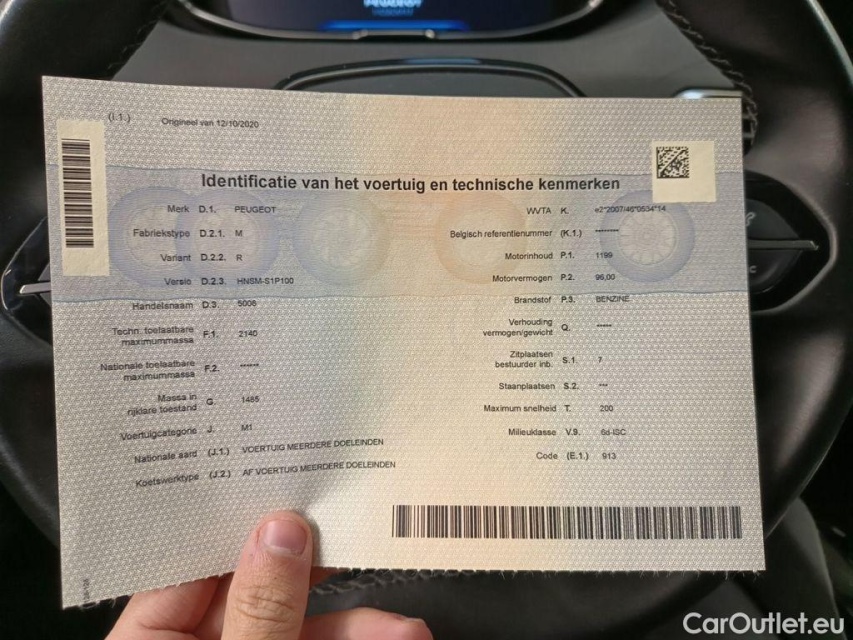 PEUGEOT
(I.1.) Origineel van 12/10/2020
Identificatie van het voertuig en technische kenmerken
Merk D.1. PEUGEOT
Fabriekstype D.2.1. M
Variant D.2.2. R
Versie D.2.3. HNSM-S1P100
Handelsnaam D.3. 5008
Techn. toelaatbare
maximummassa F.1. 2140
Nationale toelaatbare
maximummassa F.2. ------
Massa in
rijklare toestand G. 1485
Voertuigcategorie J. M1
Nationale aard (J.1.) VOERTUIG MEERDERE DOELEINDEN
Koetswerktype (J.2.) AF VOERTUIG MEERDERE DOELEINDEN
WVTA K. e2*2007/46*0534*14
Belgisch referentienummer (K.1.) -------
Motorinhoud P.1. 1199
Motorvermogen P.2. 96,00
Brandstof P.3. BENZINE
Verhouding
vermogen/gewicht Q. -----
Zitplaatsen
bestuurder inb. S.1. 7
Staanplaatsen S.2. ---
Maximum snelheid T. 200
Milieuklasse V.9. 6d-ISC
Code (E.1.) 913
CarOutlet.eu